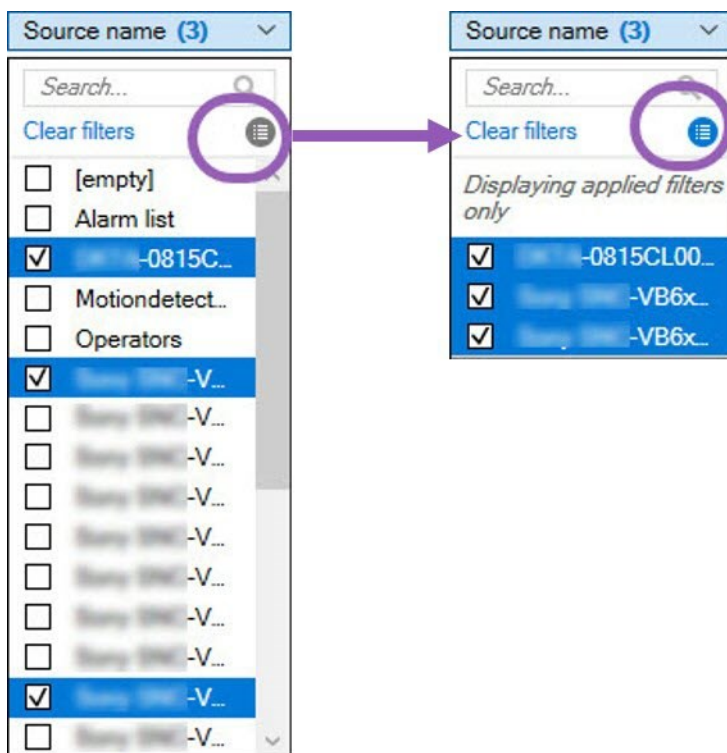 Source name (3)
Search...
Clear filters
[empty]
Alarm list
-0815C...
Motiondetect...
Operators
-V...
-V...
-V...
-V...
-V...
-V...
-V...
-V...
-V...
-V...
Source name (3)
Search...
Clear filters
Displaying applied filters
only
-0815CL00...
-VB6x...
-VB6x...